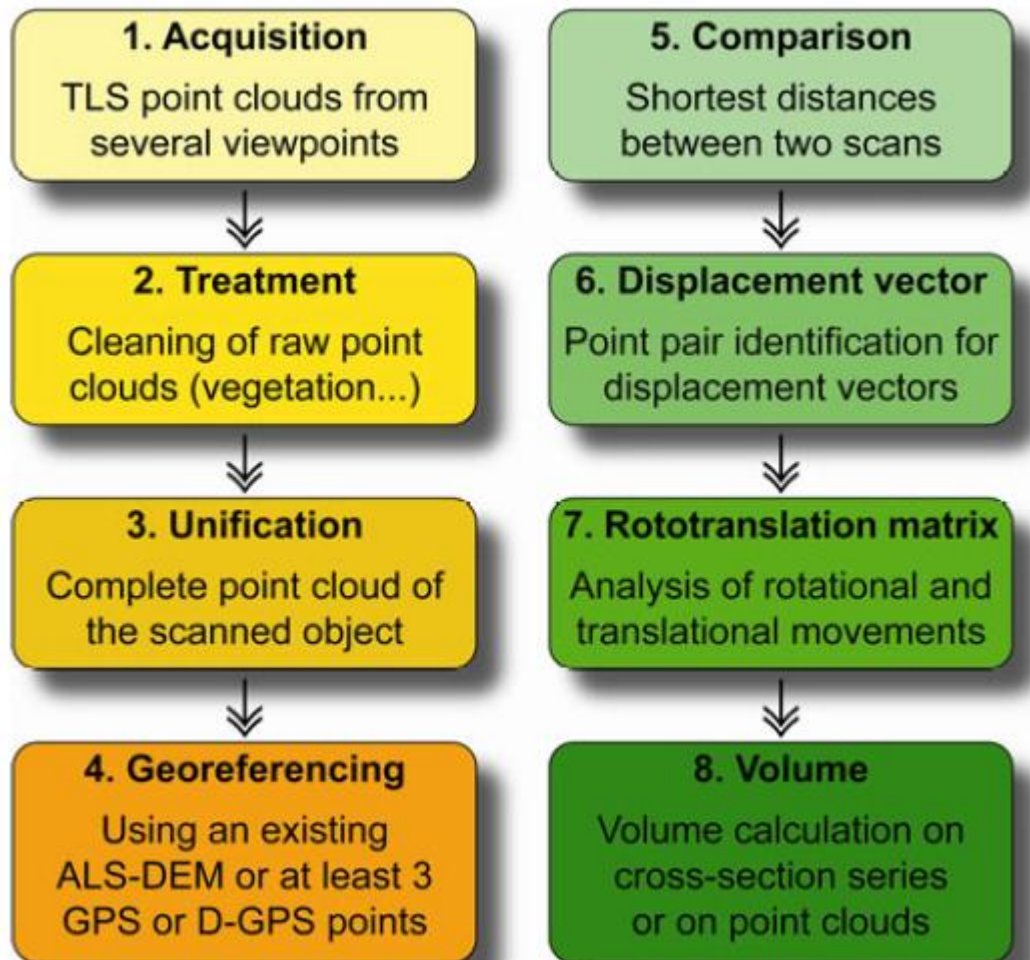 1. Acquisition
TLS point clouds from
several viewpoints
2. Treatment
Cleaning of raw point
clouds (vegetation...)
3. Unification
Complete point cloud of
the scanned object
4. Georeferencing
Using an existing
ALS-DEM or at least 3
GPS or D-GPS points
5. Comparison
Shortest distances
between two scans
6. Displacement vector
Point pair identification for
displacement vectors
7. Rototranslation matrix
Analysis of rotational and
translational movements
8. Volume
Volume calculation on
cross-section series
or on point clouds